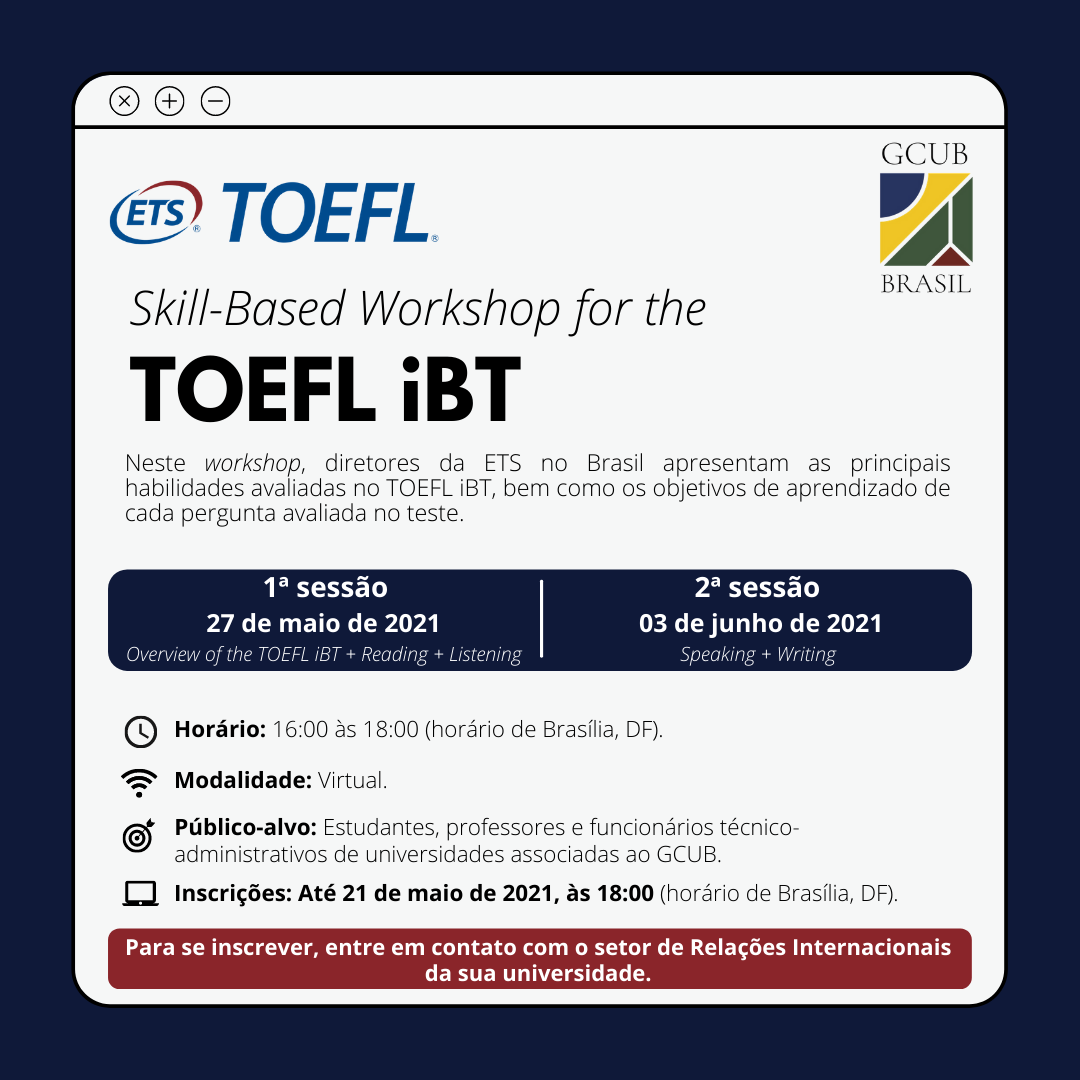 GCUB
ETS® TOEFL®
BRASIL
Skill-Based Workshop for the
TOEFL iBT
Neste workshop, diretores da ETS no Brasil apresentam as principais
habilidades avaliadas no TOEFL iBT, bem como os objetivos de aprendizado de
cada pergunta avaliada no teste.
1ª sessão
27 de maio de 2021
Overview of the TOEFL iBT + Reading + Listening
2ª sessão
03 de junho de 2021
Speaking + Writing
Horário: 16:00 às 18:00 (horário de Brasília, DF).
Modalidade: Virtual.
Público-alvo: Estudantes, professores e funcionários técnico-
administrativos de universidades associadas ao GCUB.
Inscrições: Até 21 de maio de 2021, às 18:00 (horário de Brasília, DF).
Para se inscrever, entre em contato com o setor de Relações Internacionais
da sua universidade.